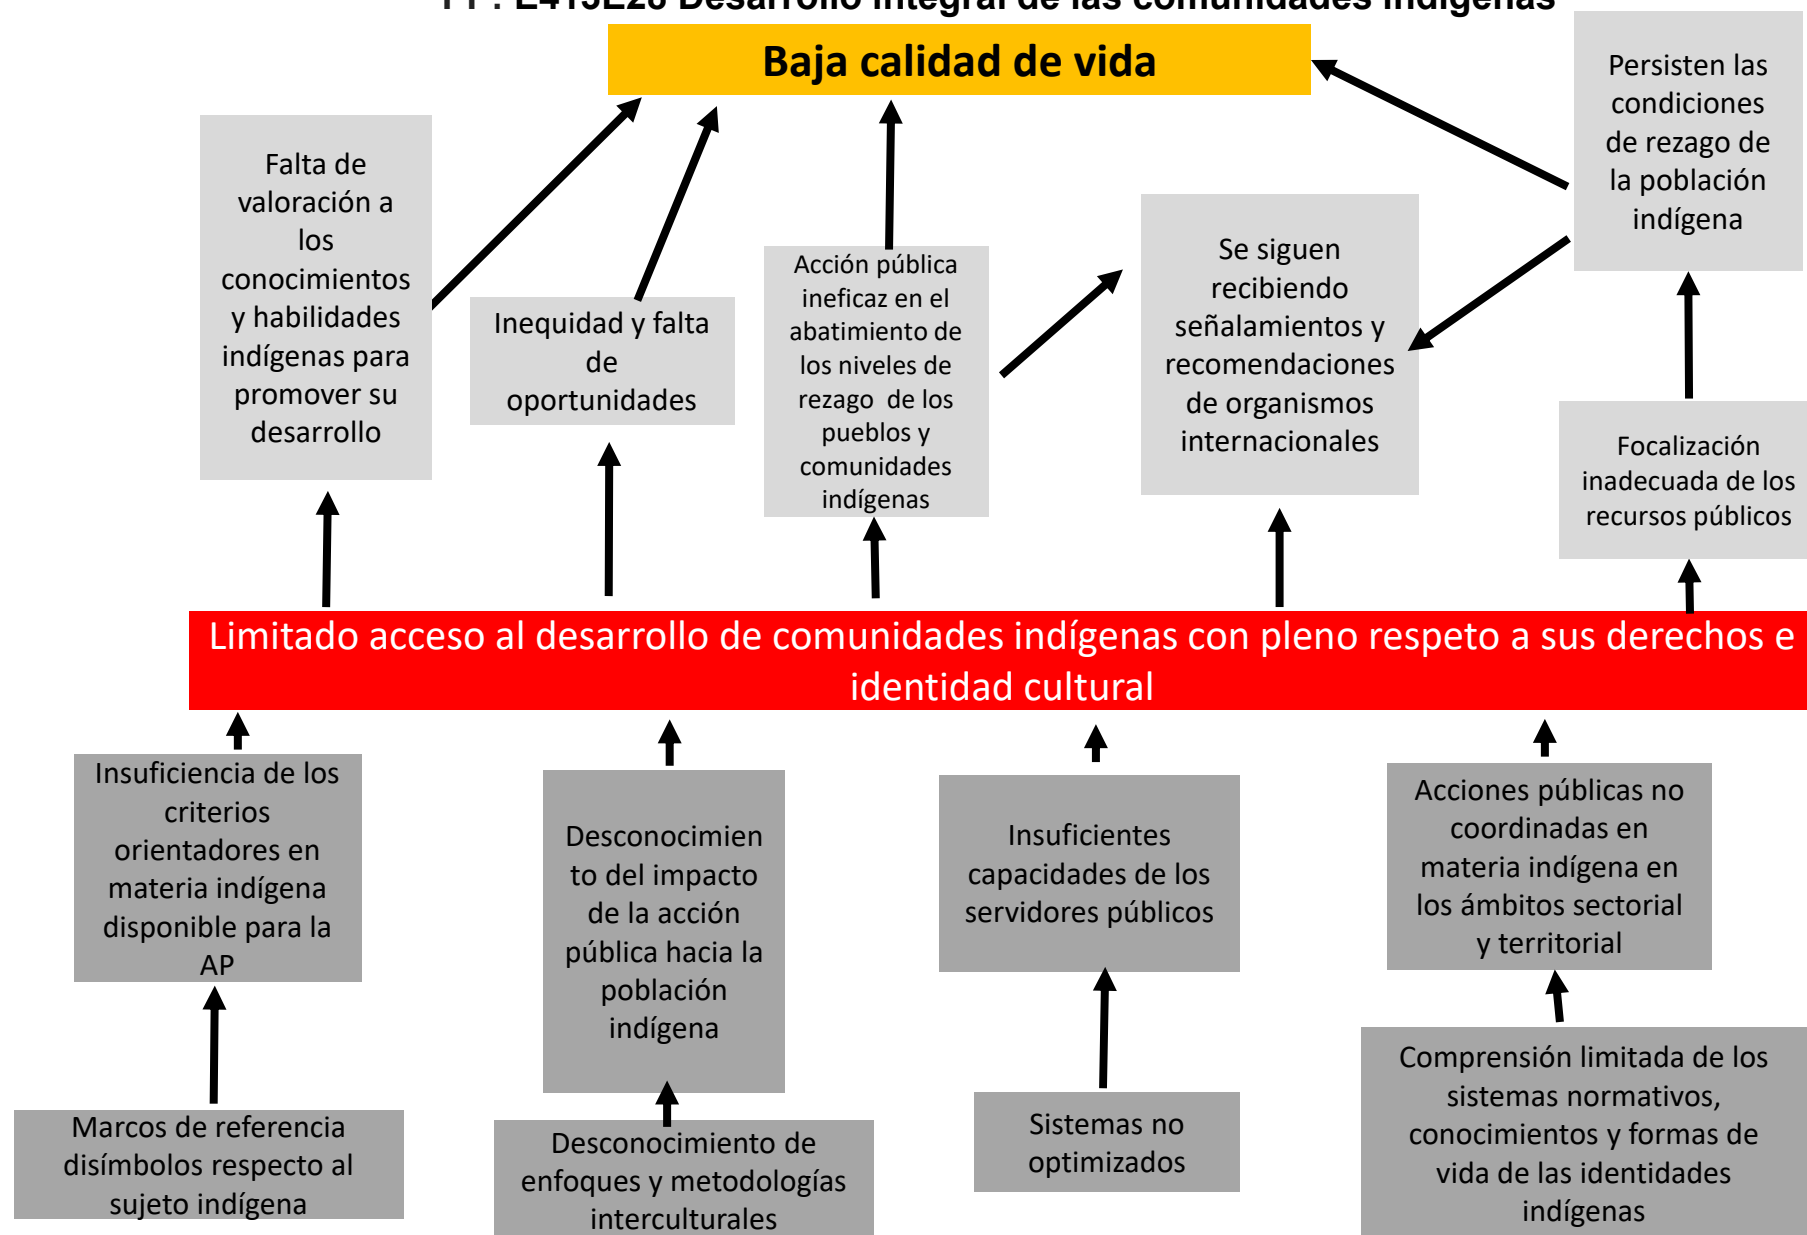 E415E28 Desarrollo integral de las comunidades indígenas
Baja calidad de vida
Persisten las
condiciones
de rezago de
la población
indígena
Falta de
valoración a
los
conocimientos
y habilidades
indígenas para
promover su
desarrollo
Inequidad y falta
de
oportunidades
Acción pública
ineficaz en el
abatimiento de
los niveles de
rezago de los
pueblos y
comunidades
indígenas
Se siguen
recibiendo
señalamientos y
recomendaciones
de organismos
internacionales
Focalización
inadecuada de los
recursos públicos
Limitado acceso al desarrollo de comunidades indígenas con pleno respeto a sus derechos e
identidad cultural
Insuficiencia de los
criterios
orientadores en
materia indígena
disponible para la
AP
Desconocimien
to del impacto
de la acción
pública hacia la
población
indígena
Insuficientes
capacidades de los
servidores públicos
Acciones públicas no
coordinadas en
materia indígena en
los ámbitos sectorial
y territorial
Marcos de referencia
disímbolos respecto al
sujeto indígena
Desconocimiento de
enfoques y metodologías
interculturales
Sistemas no
optimizados
Comprensión limitada de los
sistemas normativos,
conocimientos y formas de
vida de las identidades
indígenas